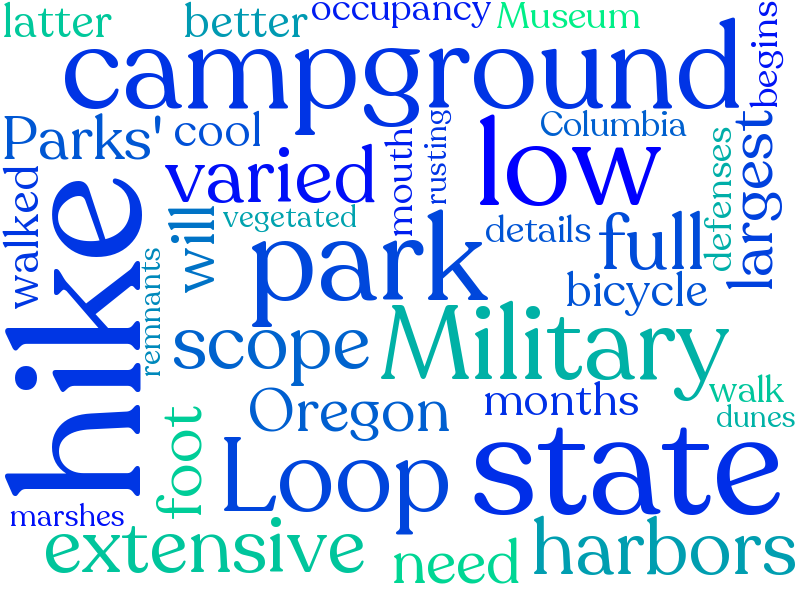 latter
better
occupancy
Museum
begins
campground
Parks'
cool
Columbia
varied
mouth
rusting
low
defenses
largest
walked
hike
will
vegetated
park
details
full
remnants
bicycle
scope
Military
Oregon
months
walk
dunes
foot
Loop
state
marshes
extensive
need
harbors